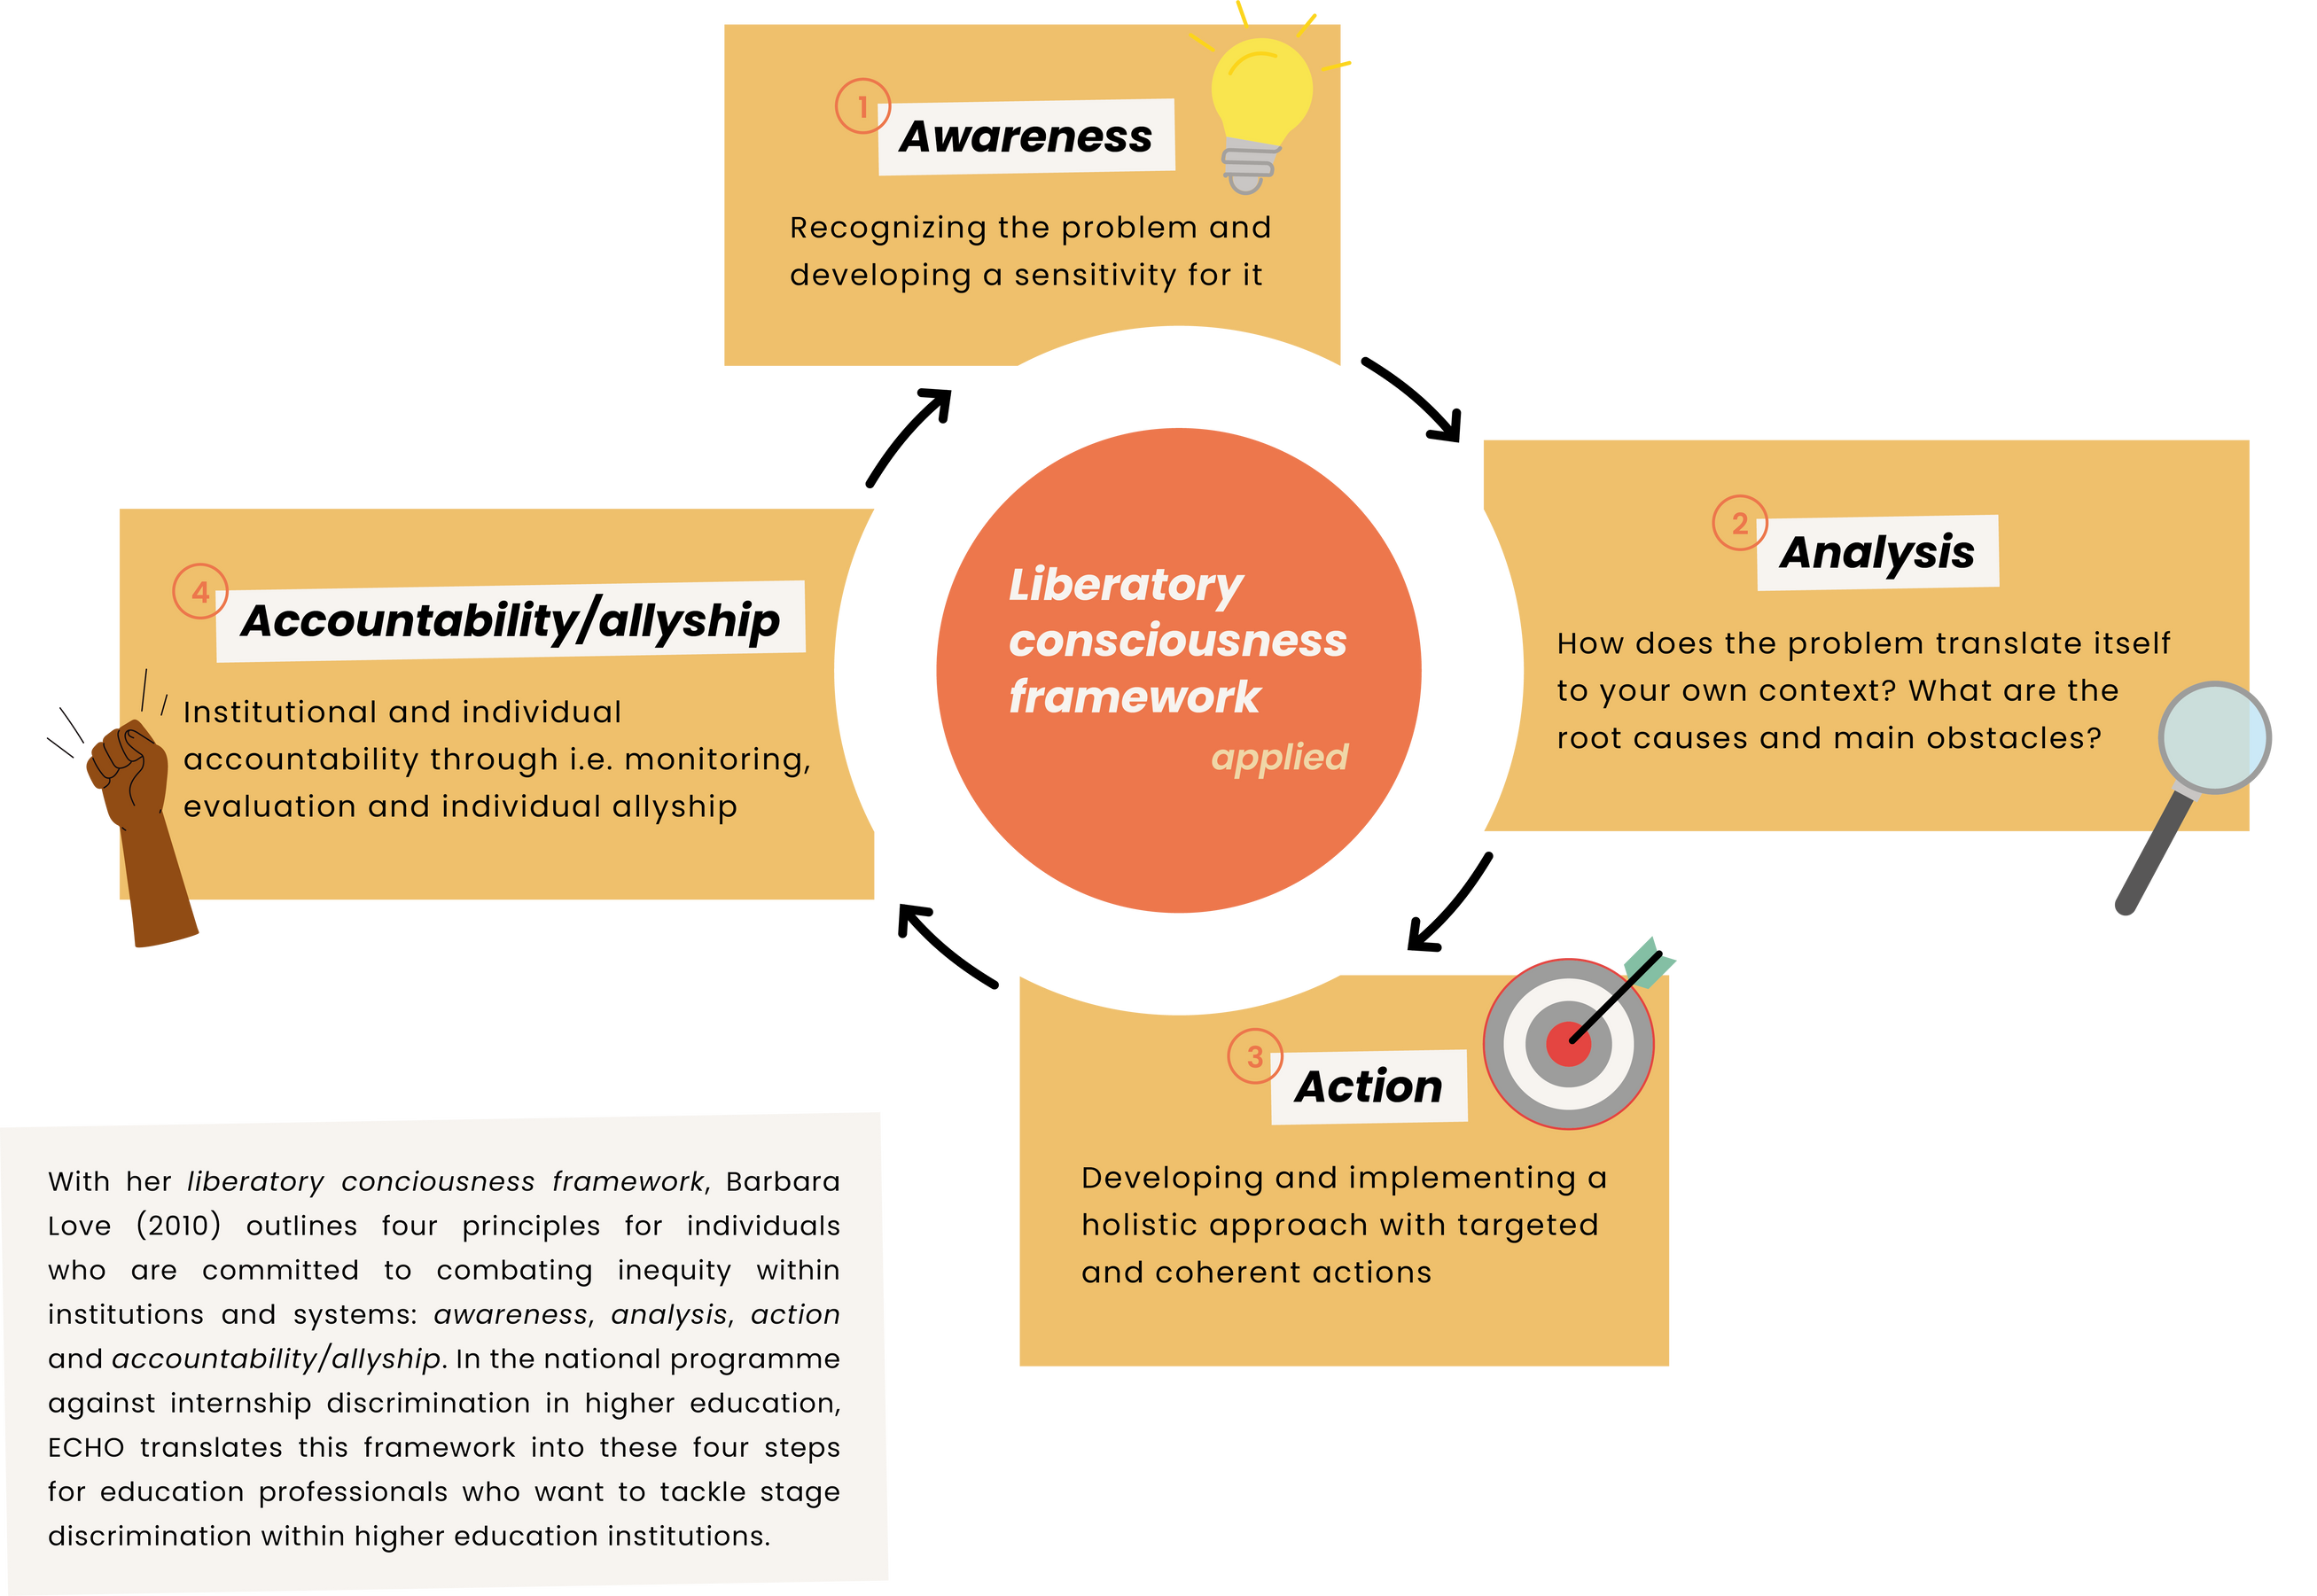 1
Awareness
Recognizing the problem and
developing a sensitivity for it
2
Analysis
How does the problem translate itself
to your own context? What are the
root causes and main obstacles?
Liberatory
consciousness
framework
applied
4
Accountability/allyship
Institutional and individual
accountability through i.e. monitoring,
evaluation and individual allyship
3
Action
Developing and implementing a
holistic approach with targeted
and coherent actions
With her liberatory conciousness framework, Barbara
Love (2010) outlines four principles for individuals
who are committed to combating inequity within
institutions and systems: awareness, analysis, action
and accountability/allyship. In the national programme
against internship discrimination in higher education,
ECHO translates this framework into these four steps
for education professionals who want to tackle stage
discrimination within higher education institutions.